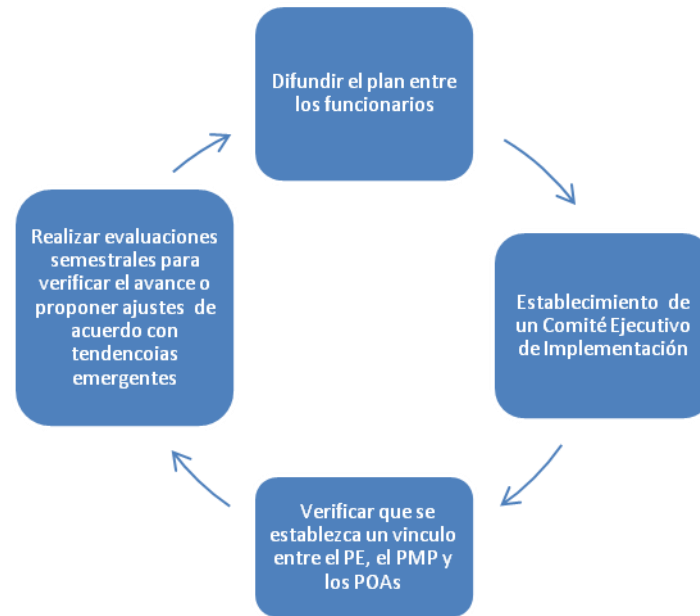 Difundir el plan entre
los funcionarios
Establecimiento de
un Comité Ejecutivo
de Implementación
Verificar que se
establezca un vinculo
entre el PE, el PMP y
los POAs
Realizar evaluaciones
semestrales para
verificar el avance o
proponer ajustes de
acuerdo con
tendencoias
emergentes